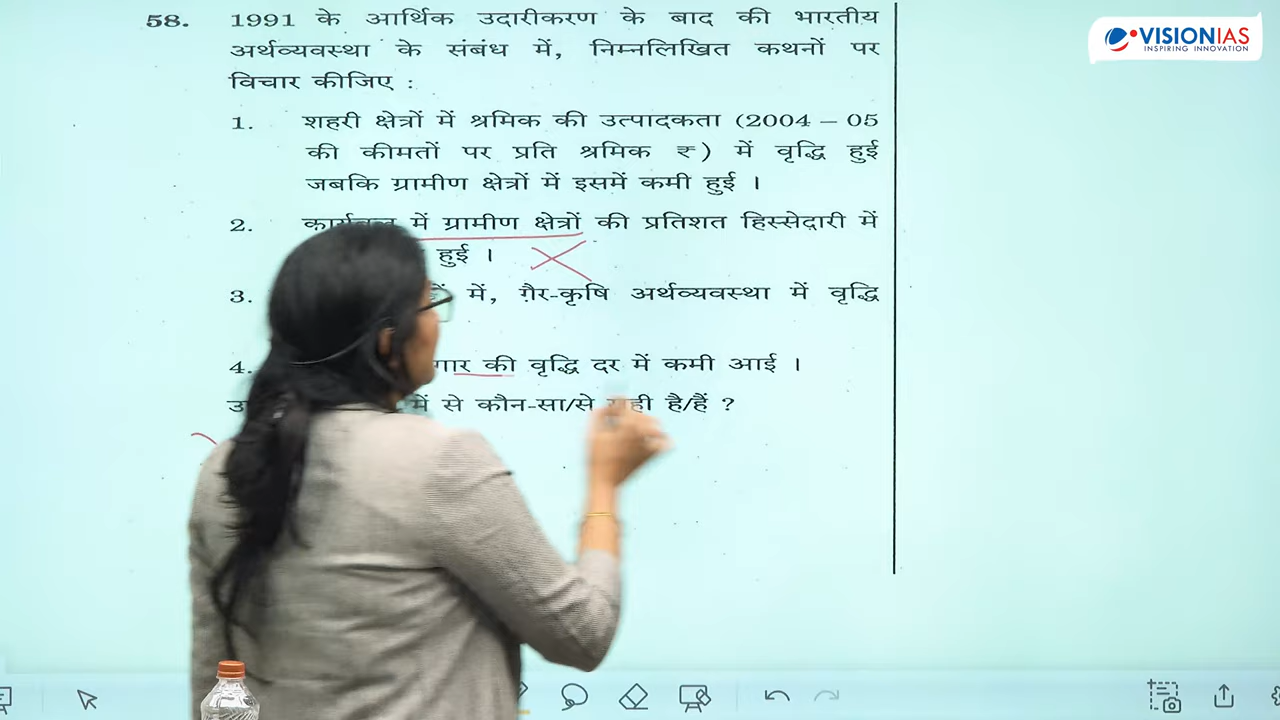 VISIONIAS
INSPIRING INNOVATION
58. 1991 के आर्थिक उदारीकरण के बाद की भारतीय
अर्थव्यवस्था के संबंध में, निम्नलिखित कथनों पर
विचार कीजिए :
1. शहरी क्षेत्रों में श्रमिक की उत्पादकता (2004 – 05
की कीमतों पर प्रति श्रमिक ₹) में वृद्धि हुई
जबकि ग्रामीण क्षेत्रों में इसमें कमी हुई ।
2. में ग्रामीण क्षेत्रों की प्रतिशत हिस्सेदारी में
हुई ।
3. में, ग़ैर-कृषि अर्थव्यवस्था में वृद्धि
4. की वृद्धि दर में कमी आई ।
में से कौन-सा/से सही है/हैं ?